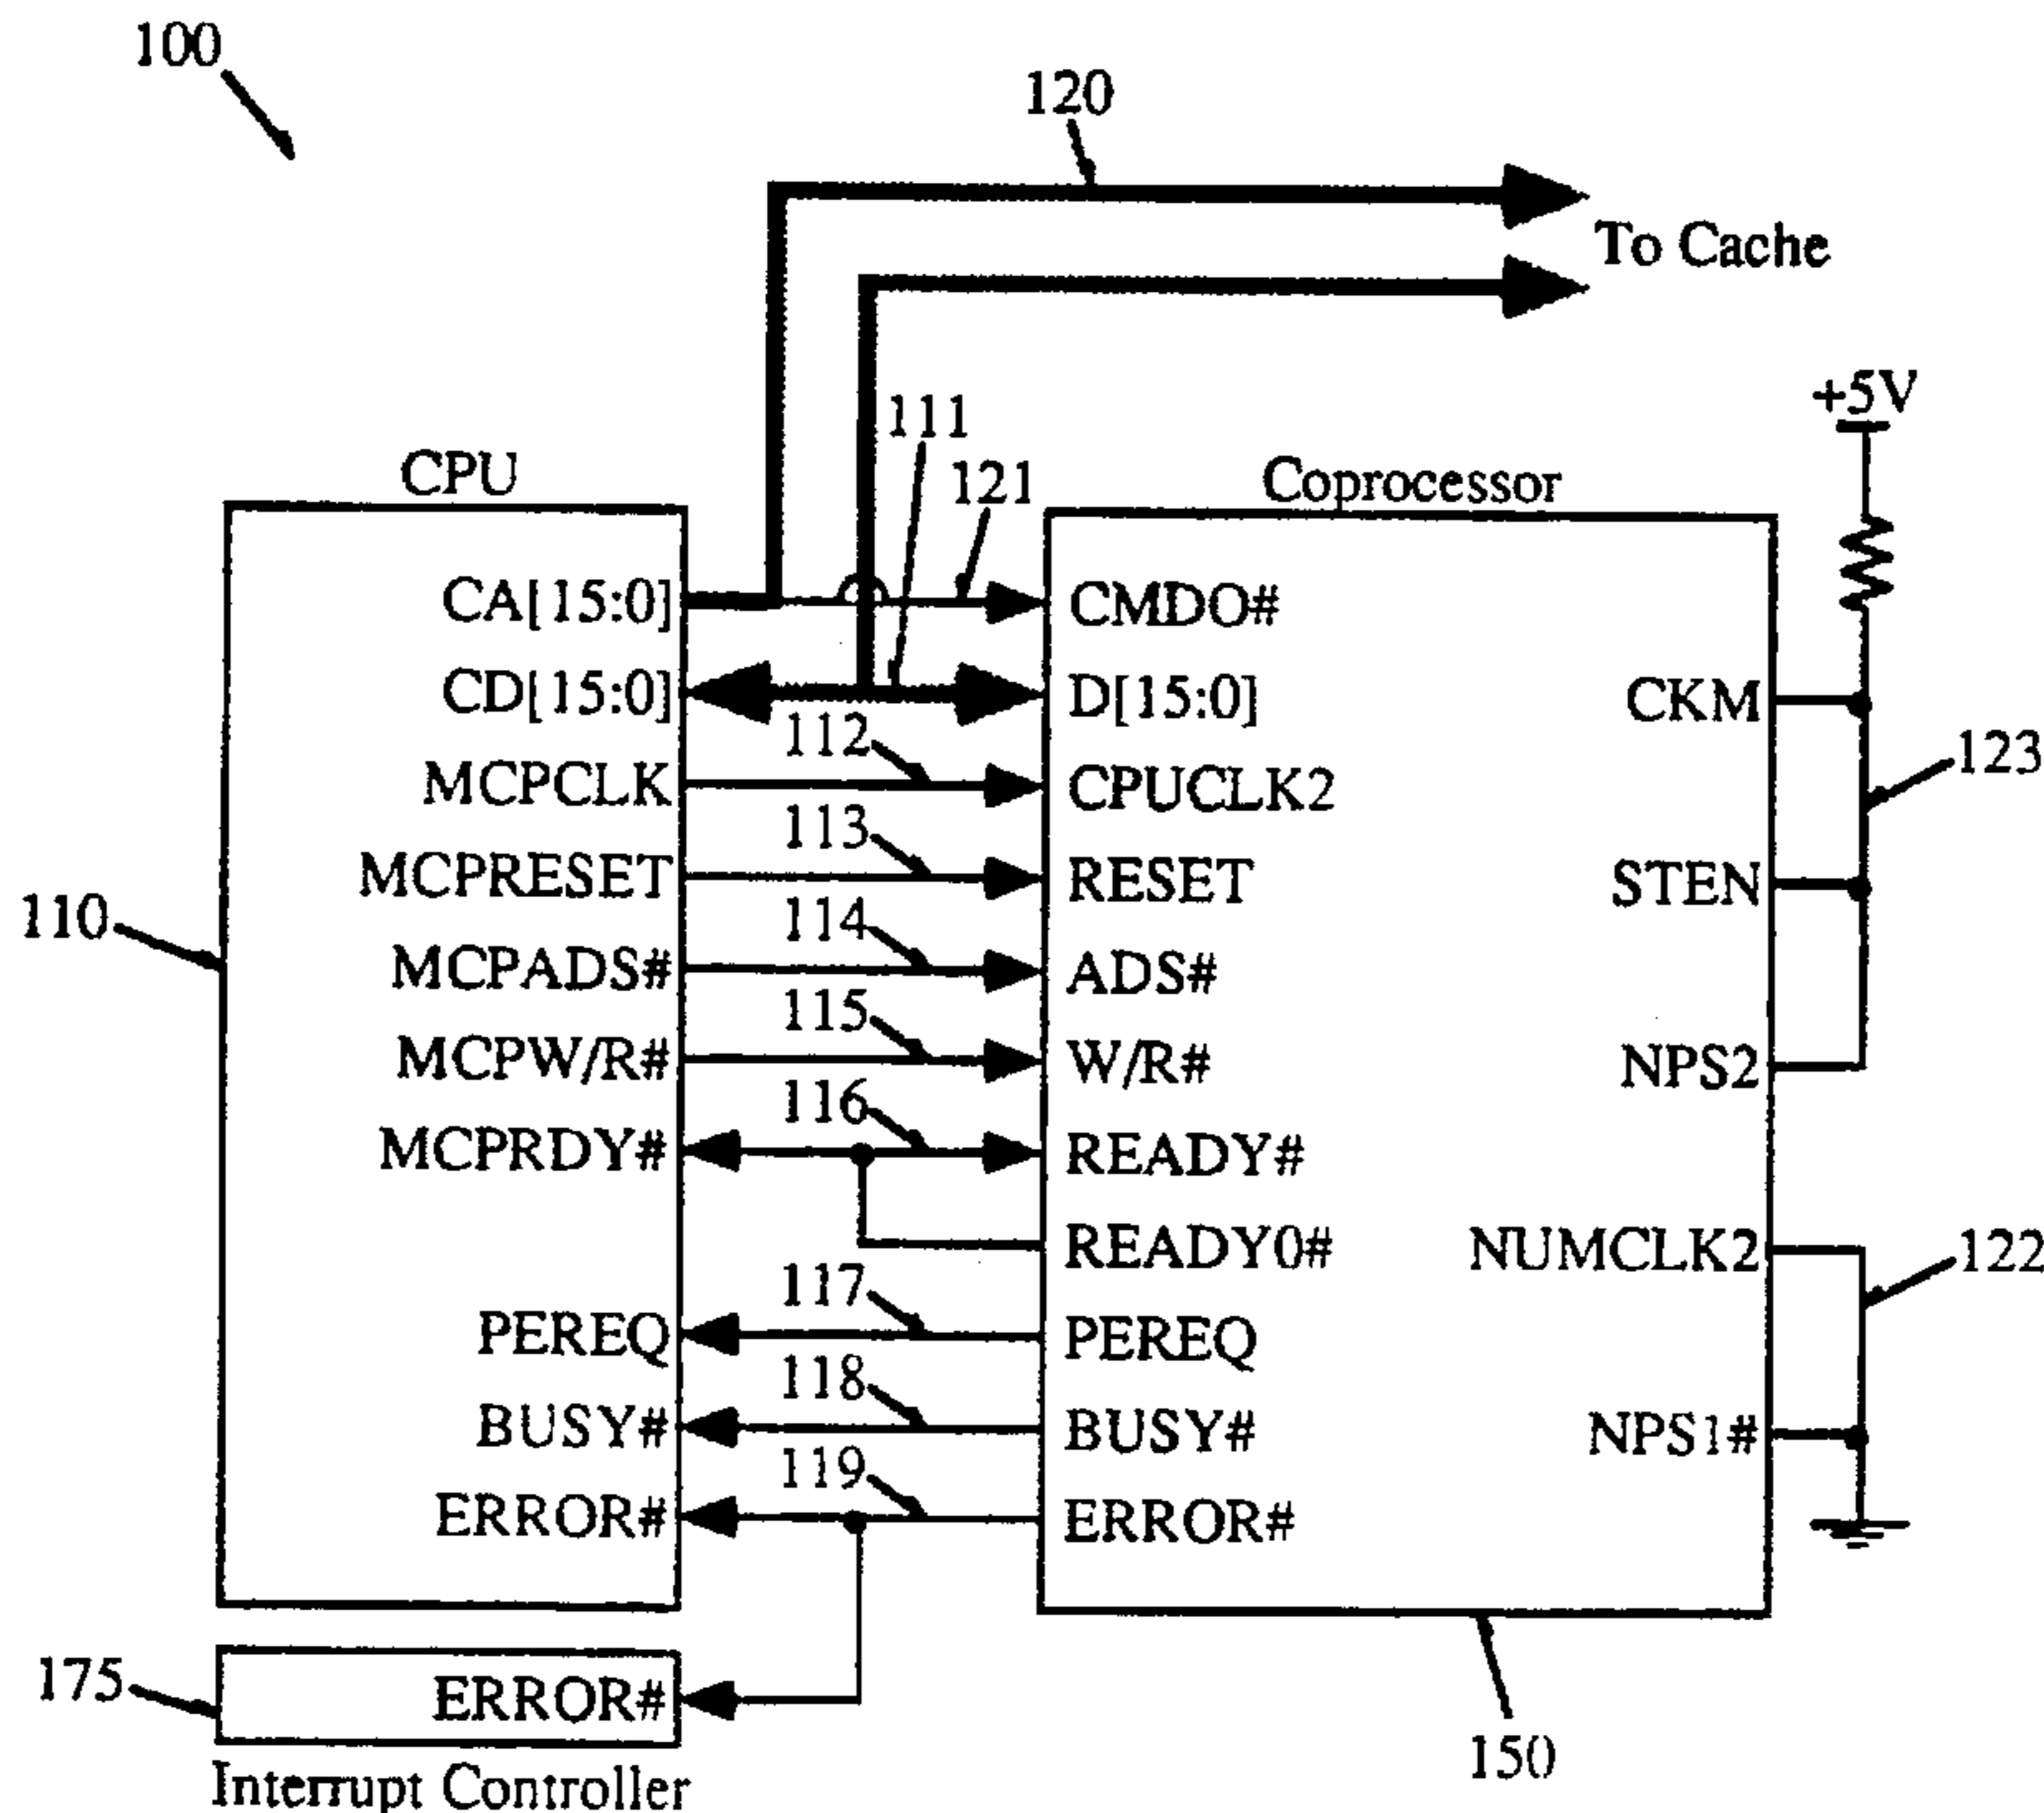 100
120
To Cache
+5V
111
121
CPU
Coprocessor
CA[15:0]
CMDO#
CD[15:0]
D[15:0]
CKM
112
123
MCPCLK
CPUCLK2
113
MCPRESET
RESET
STEN
110
114
MCPADS#
ADS#
115
MCPW/R#
W/R#
NPS2
116
MCPRDY#
READY#
READY0#
NUMCLK2
122
117
PEREQ
PEREQ
118
BUSY#
BUSY#
NPS1#
119
ERROR#
ERROR#
175
ERROR#
150
Interrupt Controller